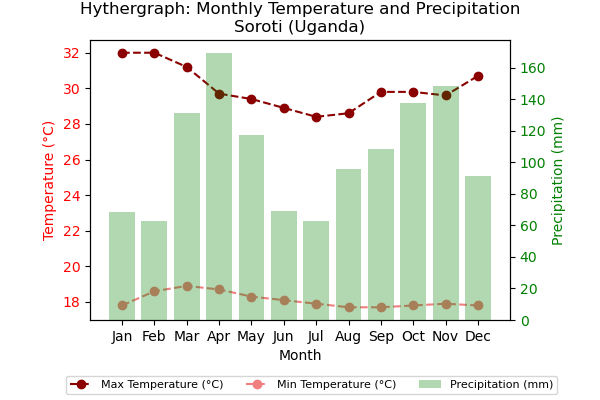 Hythergraph: Monthly Temperature and Precipitation
Soroti (Uganda)
Temperature (°C)
32
30
28
26
24
22
20
18
Precipitation (mm)
160
140
120
100
80
60
40
20
0
Jan Feb Mar Apr May Jun Jul Aug Sep Oct Nov Dec
Month
Max Temperature (°C) Min Temperature (°C) Precipitation (mm)